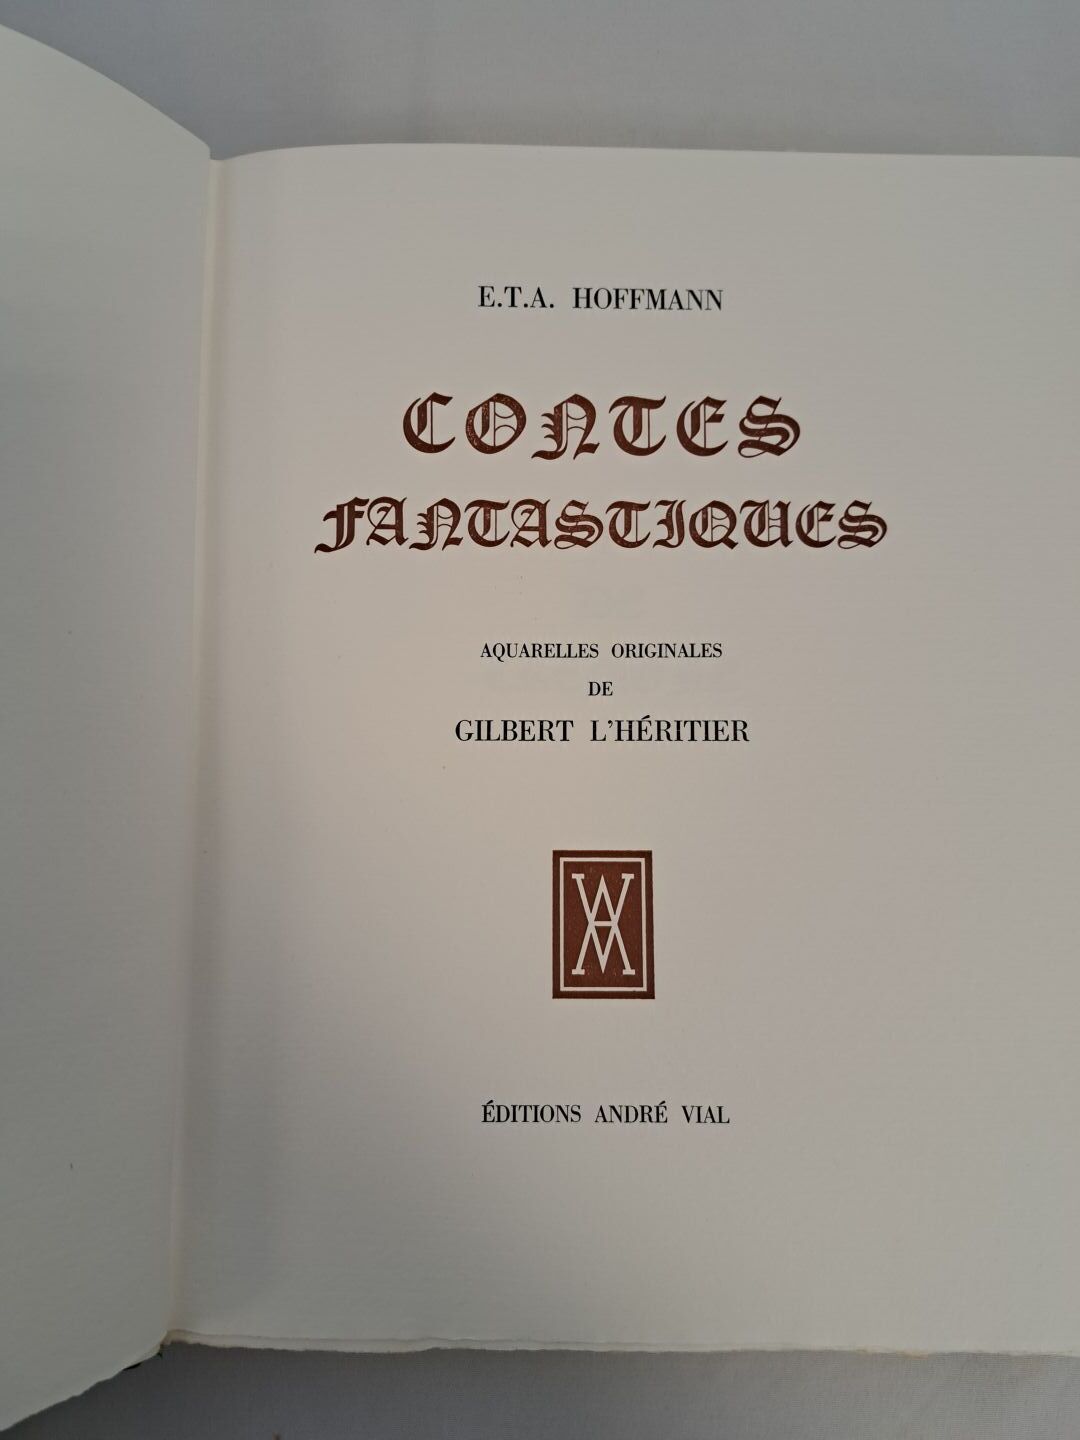 E.T.A. HOFFMANN
CONTES
FANTASTIQUES
AQUARELLES ORIGINALES
DE
GILBERT L'HÉRITIER
ÉDITIONS ANDRÉ VIAL